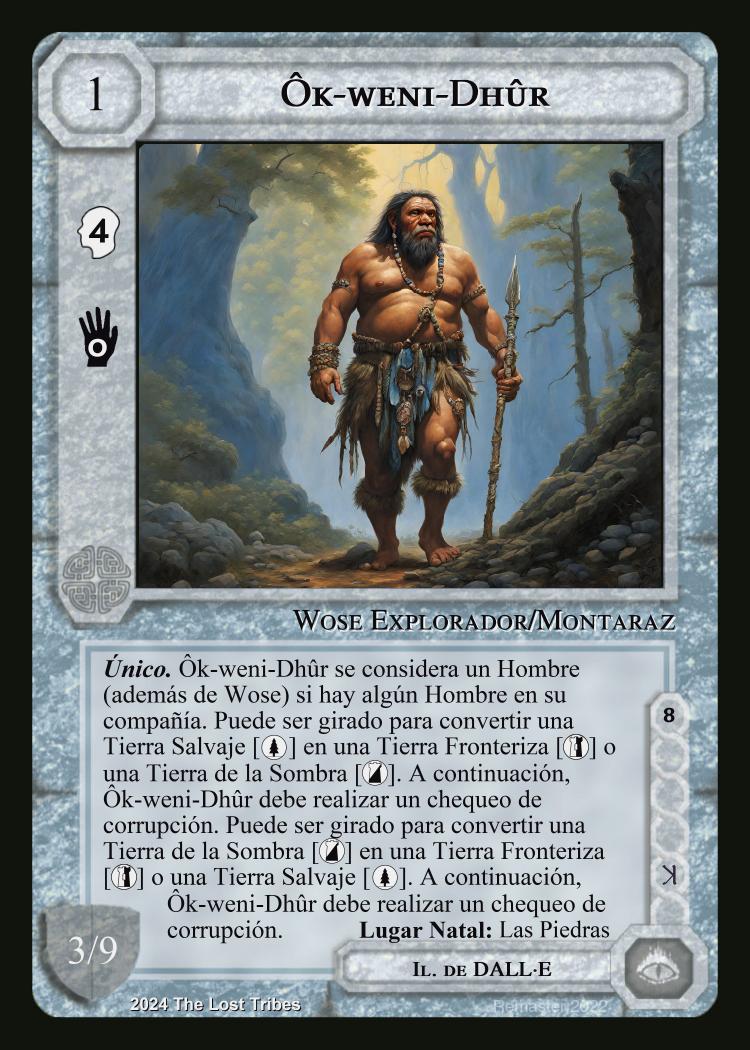 1
Ôk-weni-Dhûr
4
0
Wose Explorador/Montaraz
Único. Ôk-weni-Dhûr se considera un Hombre
(además de Wose) si hay algún Hombre en su
compañía. Puede ser girado para convertir una
Tierra Salvaje [ ] en una Tierra Fronteriza [ ] o
una Tierra de la Sombra [ ]. A continuación,
Ôk-weni-Dhûr debe realizar un chequeo de
corrupción. Puede ser girado para convertir una
Tierra de la Sombra [ ] en una Tierra Fronteriza
[ ] o una Tierra Salvaje [ ]. A continuación,
Ôk-weni-Dhûr debe realizar un chequeo de
corrupción. Lugar Natal: Las Piedras
8
3/9
Il. de DALL·E
2024 The Lost Tribes
Remaster 2022